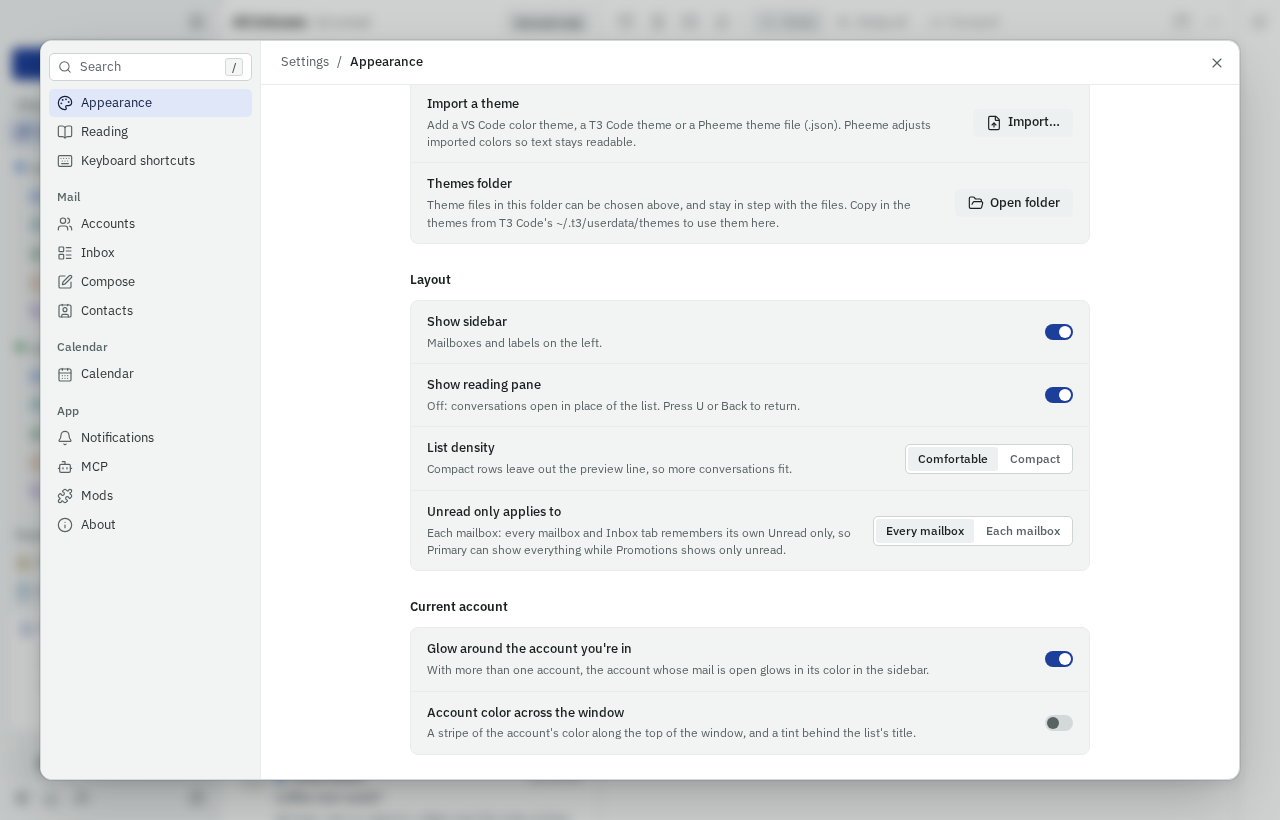 Search
/
Appearance
Reading
Keyboard shortcuts
Mail
Accounts
Inbox
Compose
Contacts
Calendar
Calendar
App
Notifications
MCP
Mods
About
Settings / Appearance
Import a theme
Add a VS Code color theme, a T3 Code theme or a Pheeme theme file (.json). Pheeme adjusts
imported colors so text stays readable.
Import...
Themes folder
Theme files in this folder can be chosen above, and stay in step with the files. Copy in the
themes from T3 Code's ~/.t3/userdata/themes to use them here.
Open folder
Layout
Show sidebar
Mailboxes and labels on the left.
Show reading pane
Off: conversations open in place of the list. Press U or Back to return.
List density
Compact rows leave out the preview line, so more conversations fit.
Comfortable Compact
Unread only applies to
Each mailbox: every mailbox and Inbox tab remembers its own Unread only, so
Primary can show everything while Promotions shows only unread.
Every mailbox Each mailbox
Current account
Glow around the account you're in
With more than one account, the account whose mail is open glows in its color in the sidebar.
Account color across the window
A stripe of the account's color along the top of the window, and a tint behind the list's title.